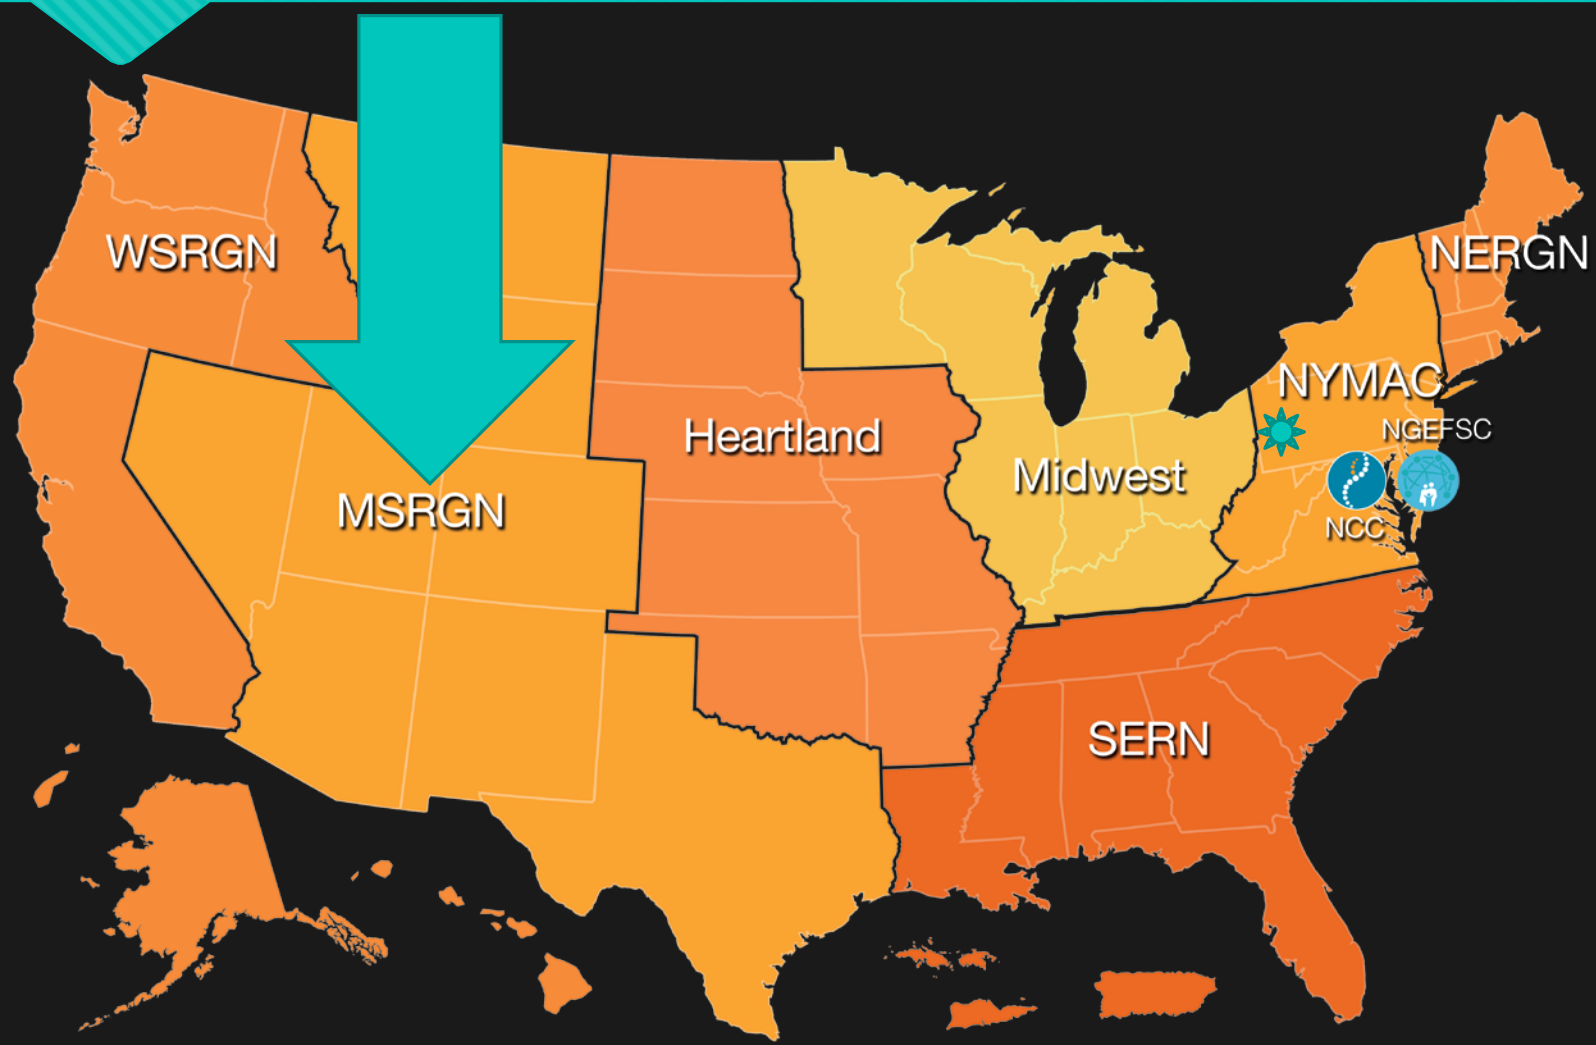 WSRGN
NERGN
NYMAC
NGEFSC
Heartland
Midwest
MSRGN
NCC
SERN